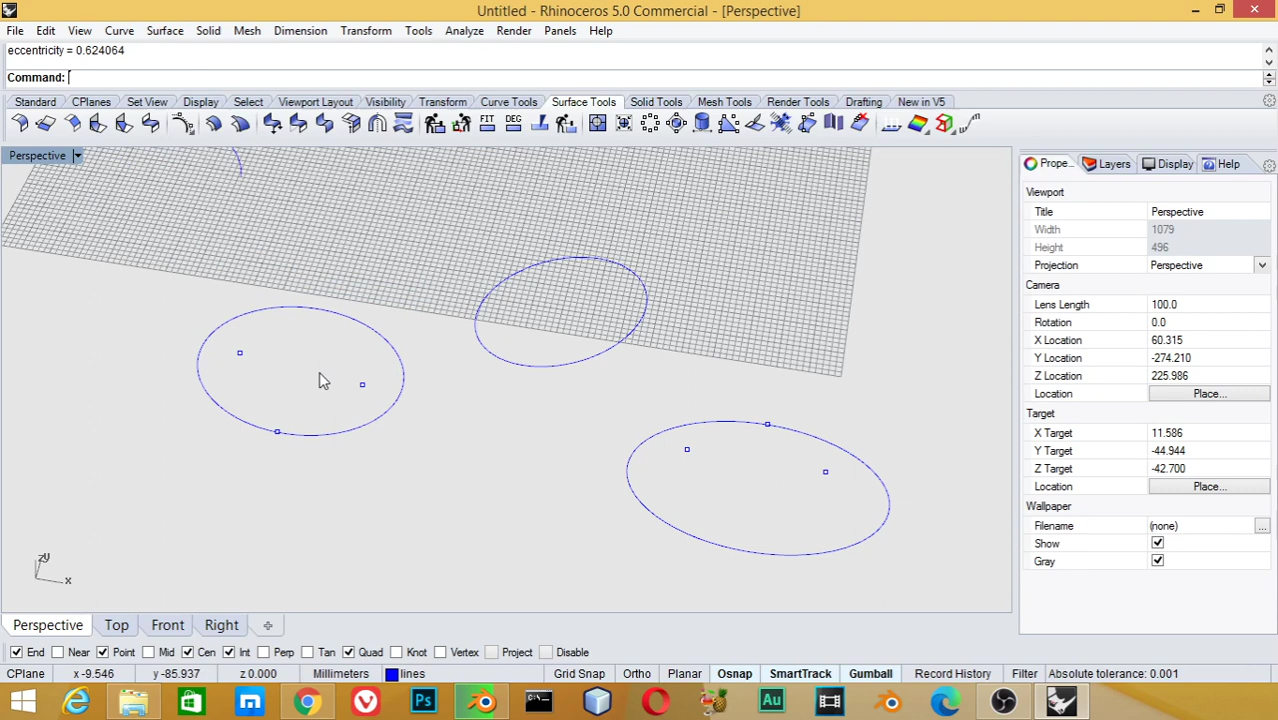 Untitled - Rhinoceros 5.0 Commercial - [Perspective]
File Edit View Curve Surface Solid Mesh Dimension Transform Tools Analyze Render Panels Help
eccentricity = 0.624064
Command:
Standard CPlanes Set View Display Select Viewport Layout Visibility Transform Curve Tools Surface Tools Solid Tools Mesh Tools Render Tools Drafting New in V5
FIT DEG
Perspective
Prope... Layers Display Help
Viewport
Title Perspective
Width 1079
Height 496
Projection Perspective
Camera
Lens Length 100.0
Rotation 0.0
X Location 60.315
Y Location -274.210
Z Location 225.986
Location Place...
Target
X Target 11.586
Y Target -44.944
Z Target -42.700
Location Place...
Wallpaper
Filename (none) ...
Show
Gray
x
Perspective Top Front Right
End Near Point Mid Cen Int Perp Tan Quad Knot Vertex Project Disable
CPlane x -9.546 y -85.937 z 0.000 Millimeters lines Grid Snap Ortho Planar Osnap SmartTrack Gumball Record History Filter Absolute tolerance: 0.001
Ps Au